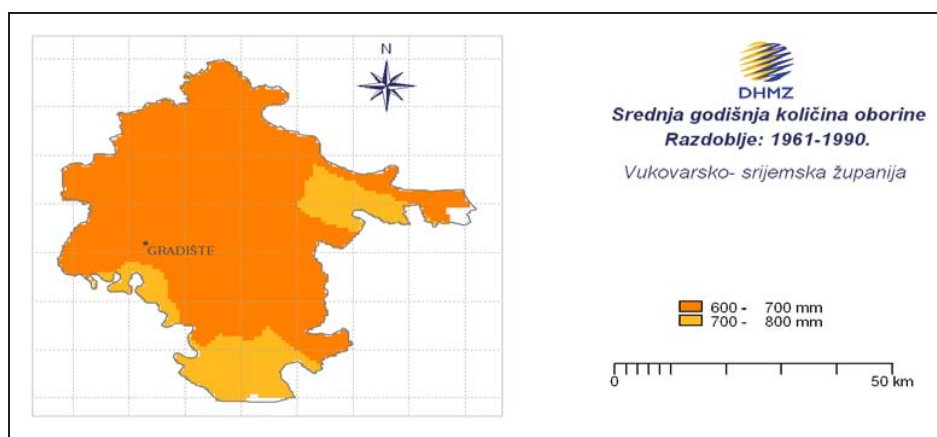 N
GRADIŠTE
DHMZ
Srednja godišnja količina oborine
Razdoblje: 1961-1990.
Vukovarsko- srijemska županija
600 - 700 mm
700 - 800 mm
0 50 km